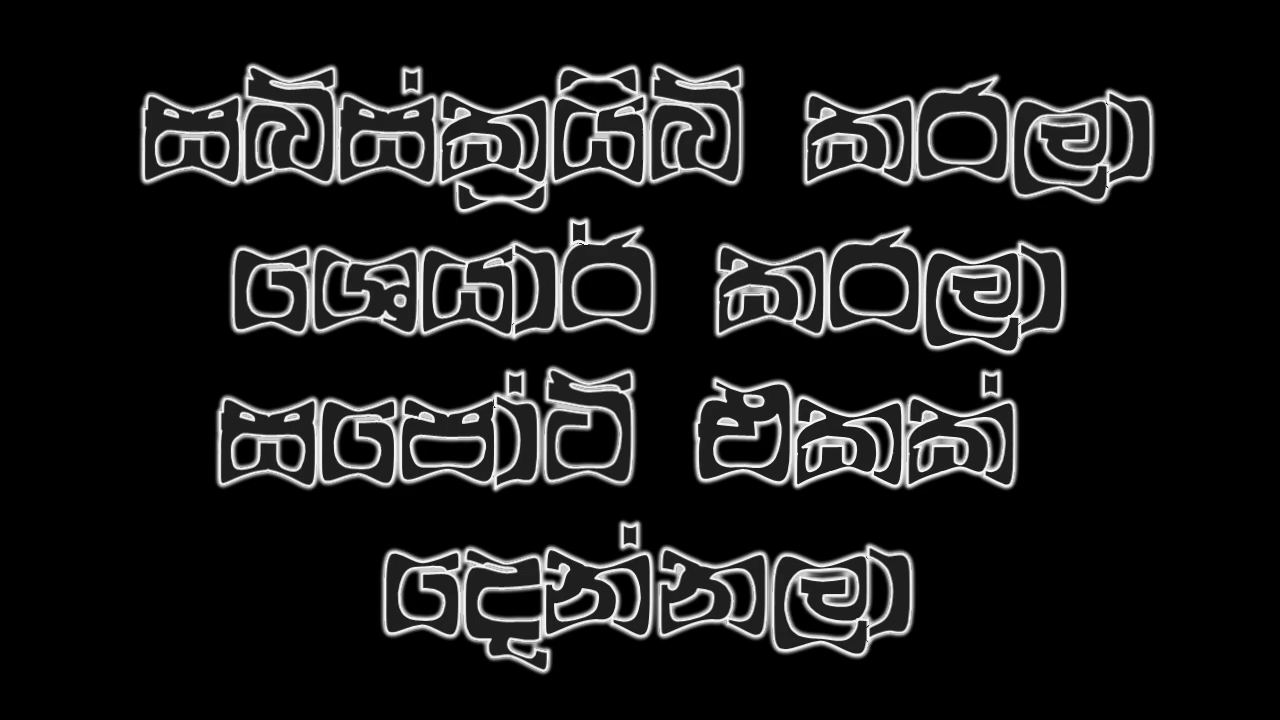 සබ්ස්ක්‍රයිබ් කරලා
ශෙයාර් කරලා
සපෝට් එකක්
දෙන්නලා